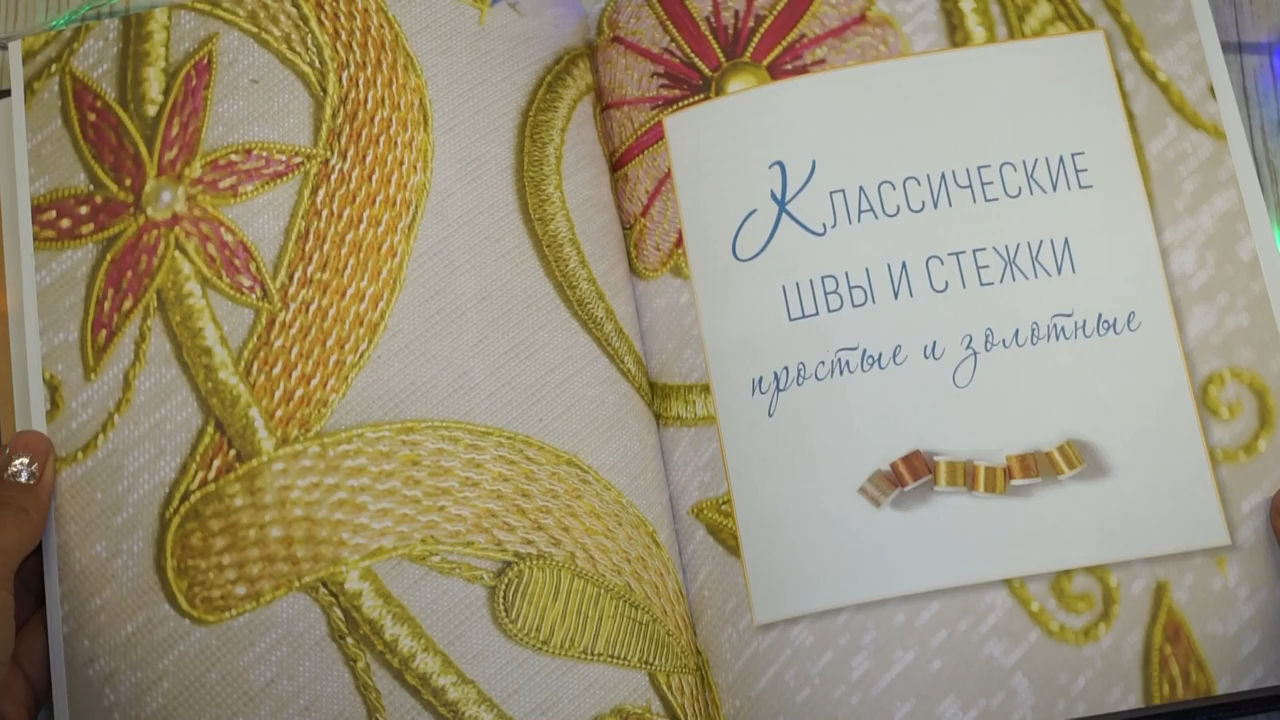 Классические
швы и стежки
простые и золотные